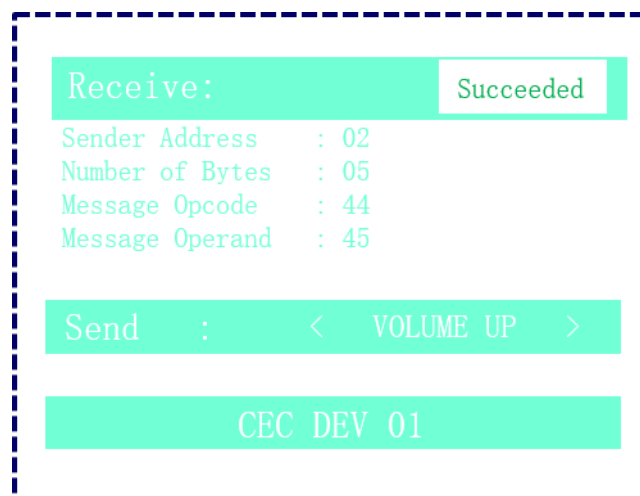 Receive: Succeeded
Sender Address : 02
Number of Bytes : 05
Message Opcode : 44
Message Operand : 45
Send : < VOLUME UP >
CEC DEV 01